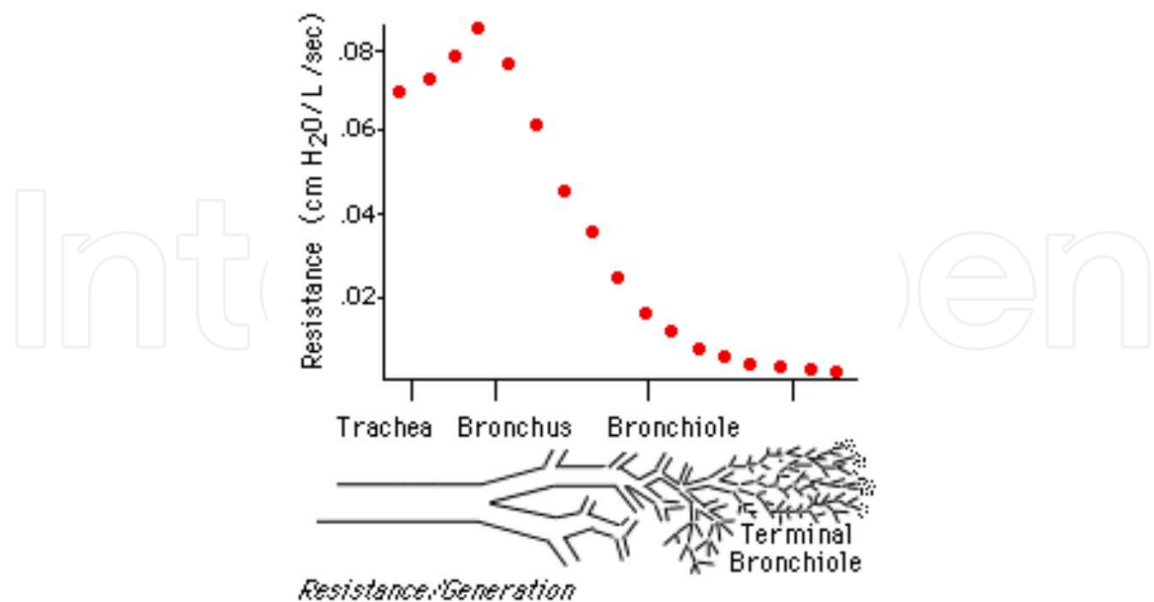 Resistance (cm H2O/L/sec)
.08
.06
.04
.02
Trachea Bronchus Bronchiole
Terminal
Bronchiole
Resistance/Generation